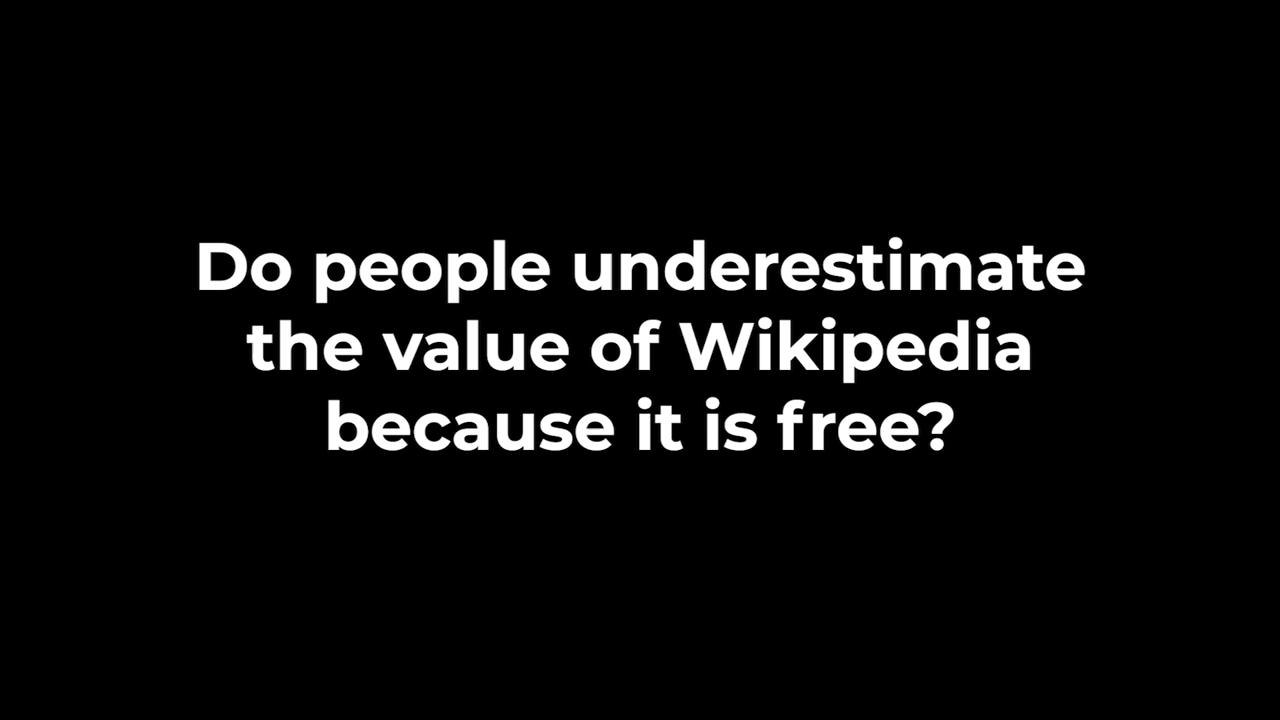 Do people underestimate
the value of Wikipedia
because it is free?